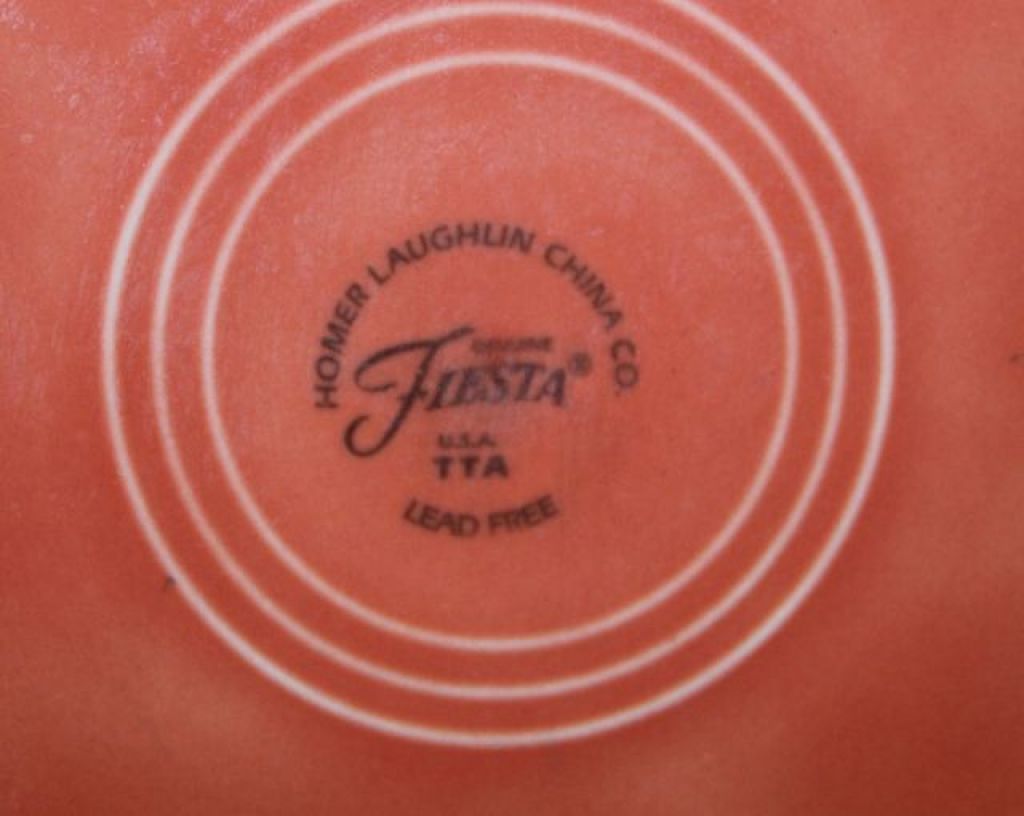 HOMER LAUGHLIN CHINA CO.
GENUINE
FIESTA®
U.S.A.
TTA
LEAD FREE